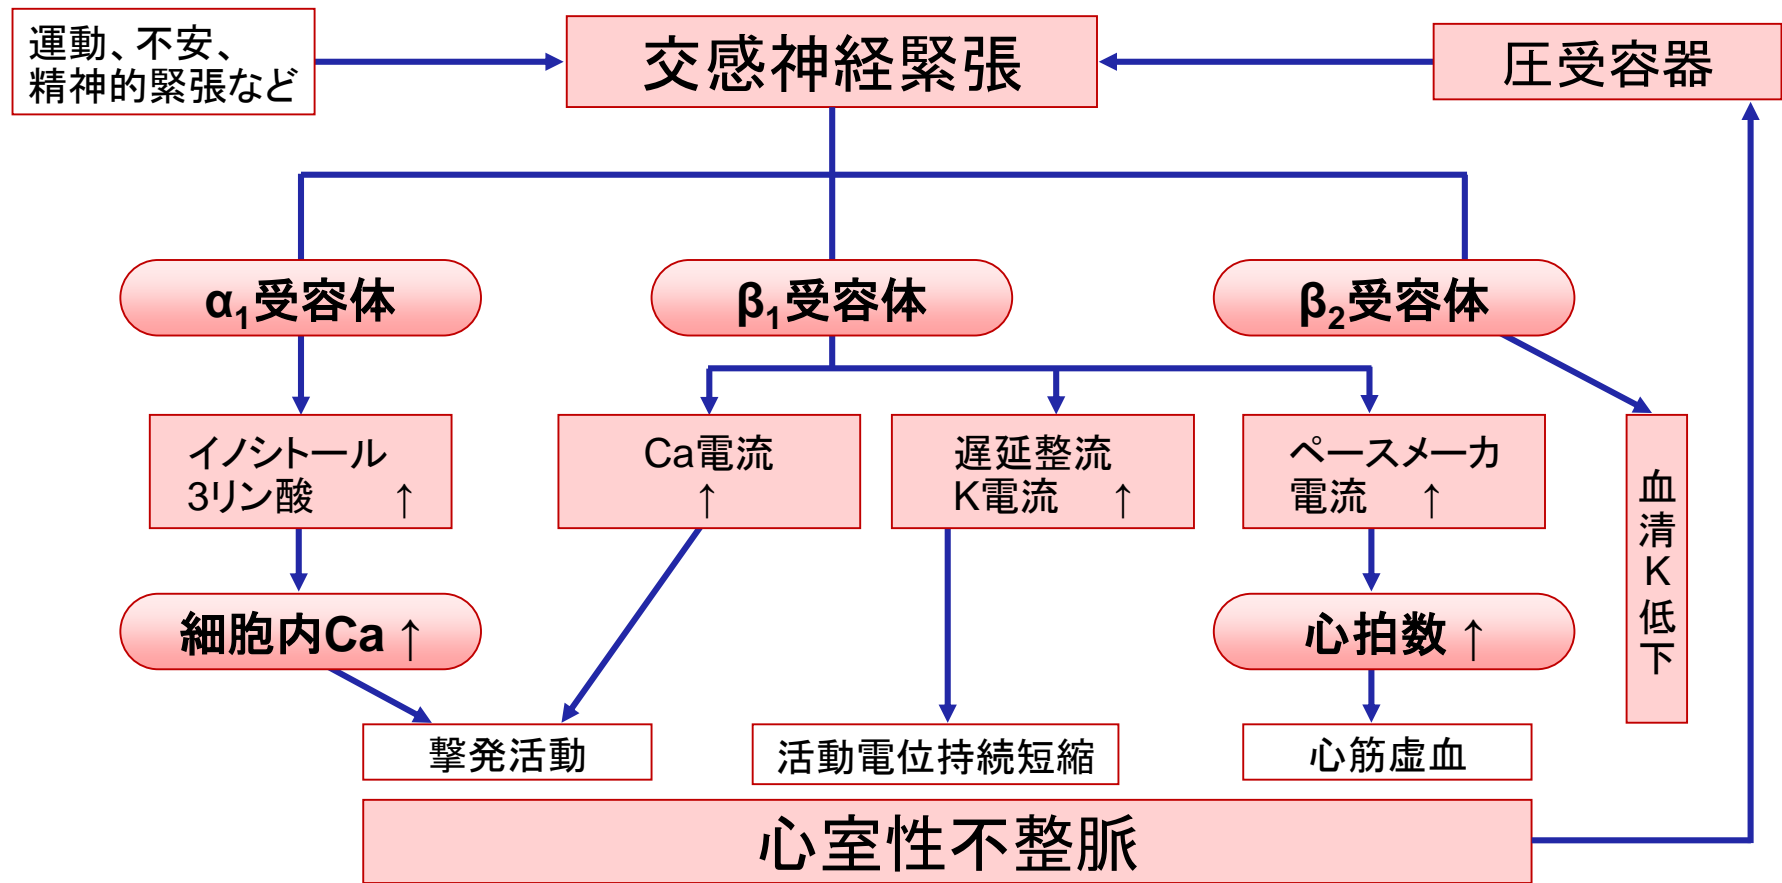 運動、不安、
精神的緊張など
交感神経緊張
圧受容器
α1受容体
β1受容体
β2受容体
イノシトール
3リン酸 ↑
Ca電流
↑
遅延整流
K電流 ↑
ペースメーカ
電流 ↑
血清K低下
細胞内Ca ↑
心拍数 ↑
撃発活動
活動電位持続短縮
心筋虚血
心室性不整脈